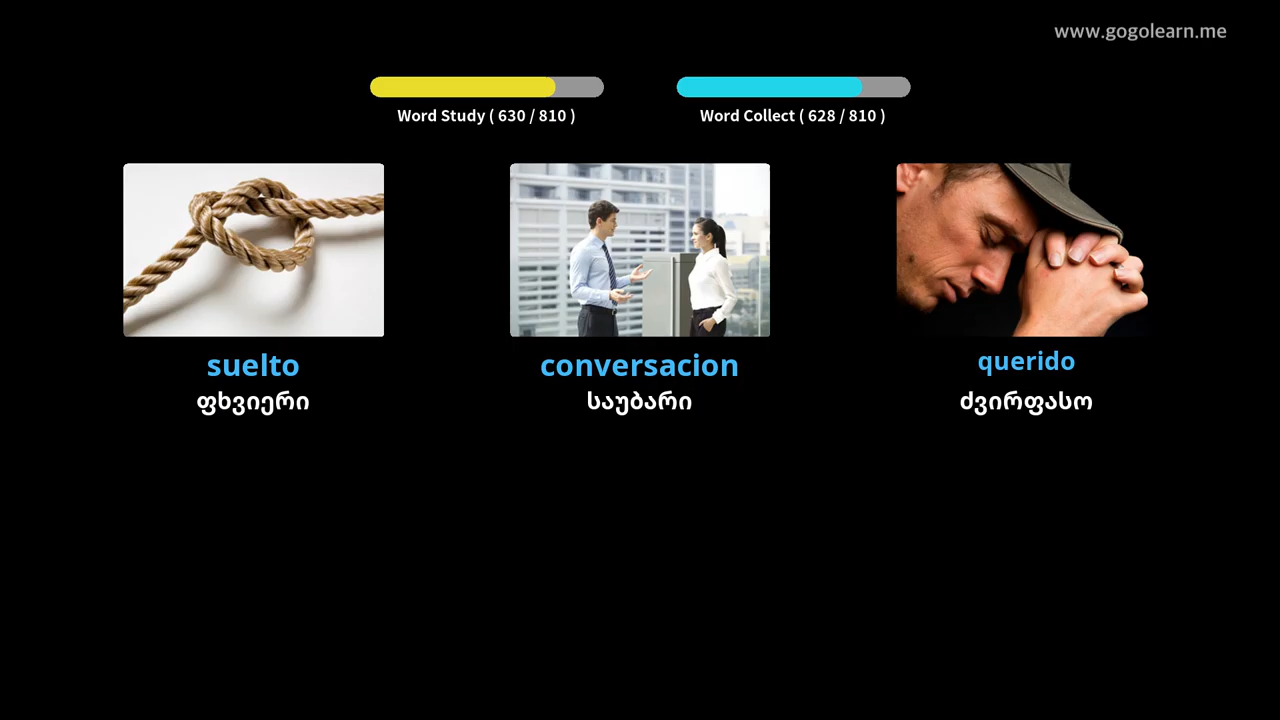 www.gogolearn.me
Word Study ( 630 / 810 )
Word Collect ( 628 / 810 )
suelto
ფხვიერი
conversacion
საუბარი
querido
ძვირფასო